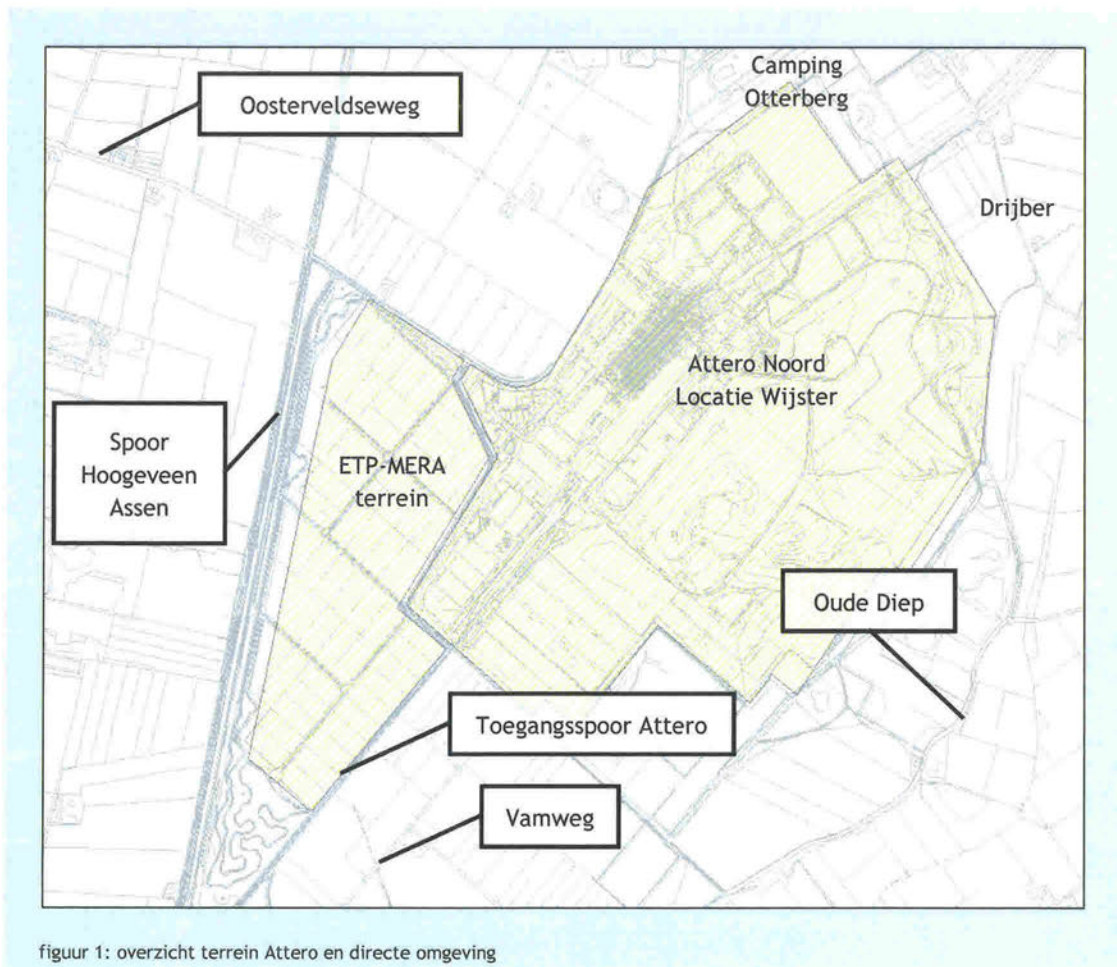 Camping
Otterberg
Oosterveldseweg
Drijber
Attero Noord
Locatie Wijster
Spoor
Hoogeveen
Assen
ETP-MERA
terrein
Oude Diep
Toegangsspoor Attero
Vamweg
figuur 1: overzicht terrein Attero en directe omgeving